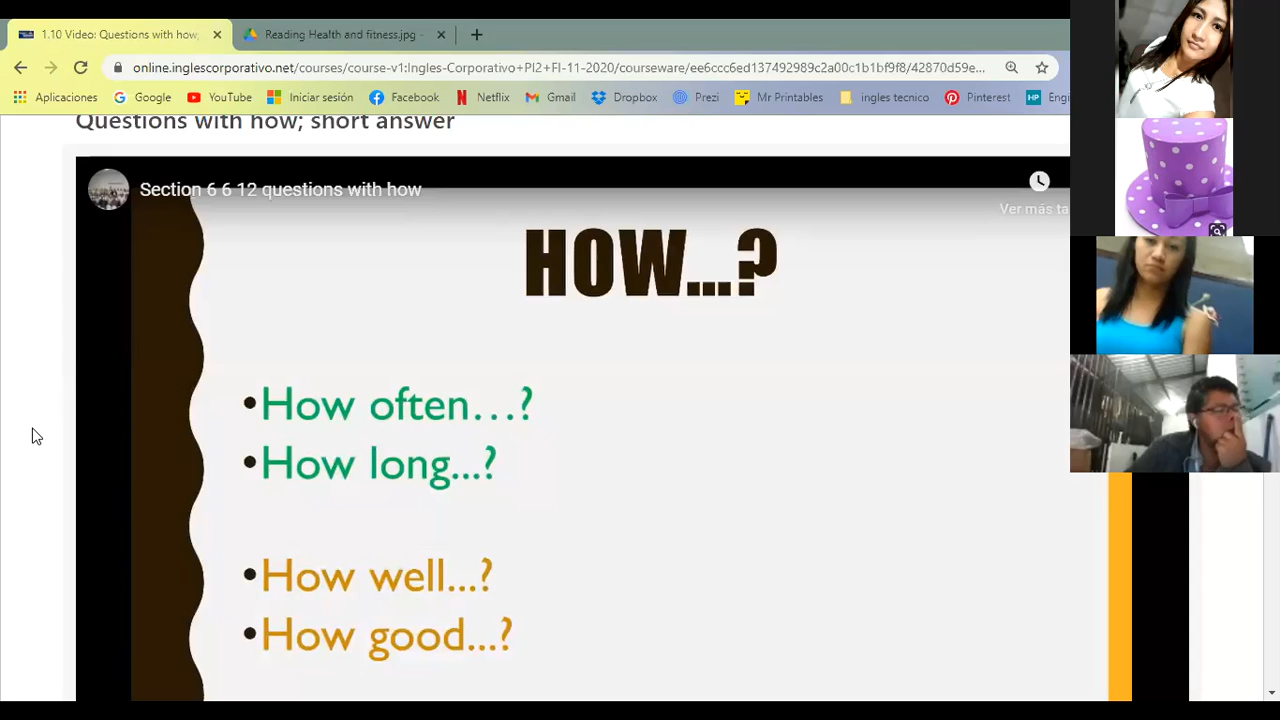 1.10 Video: Questions with how;
Reading Health and fitness.jpg -
online.inglescorporativo.net/courses/course-v1:Ingles-Corporativo+PI2+FI-11-2020/courseware/ee6ccc6ed137492989c2a00c1b1bf9f8/42870d59e...
Aplicaciones Google YouTube Iniciar sesión Facebook Netflix Gmail Dropbox Prezi Mr Printables ingles tecnico Pinterest HP Engl
Questions with how; short answer
Section 6 6 12 questions with how
Ver más ta
HOW...?
•How often...?
•How long...?
•How well...?
•How good...?